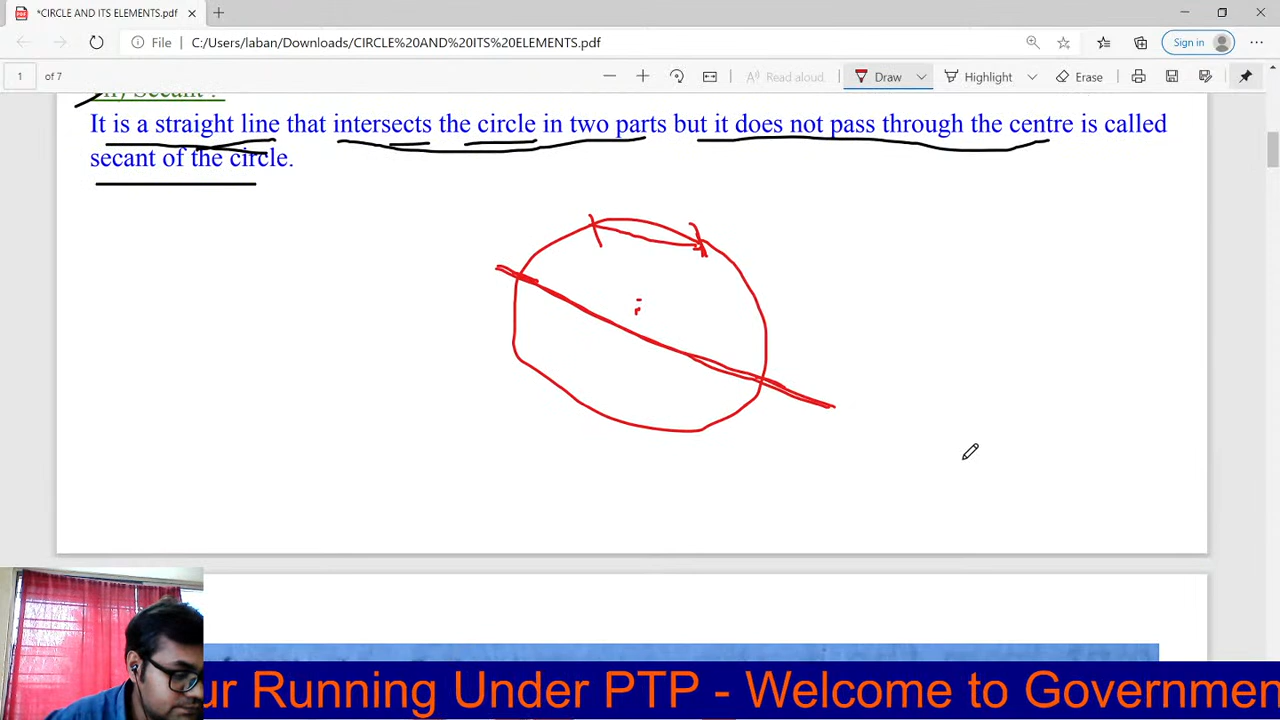 *CIRCLE AND ITS ELEMENTS.pdf
File C:/Users/laban/Downloads/CIRCLE%20AND%20ITS%20ELEMENTS.pdf
Sign in
1 of 7
Read aloud
Draw
Highlight
Erase
Secant :
It is a straight line that intersects the circle in two parts but it does not pass through the centre is called
secant of the circle.
ur Running Under PTP - Welcome to Governmen